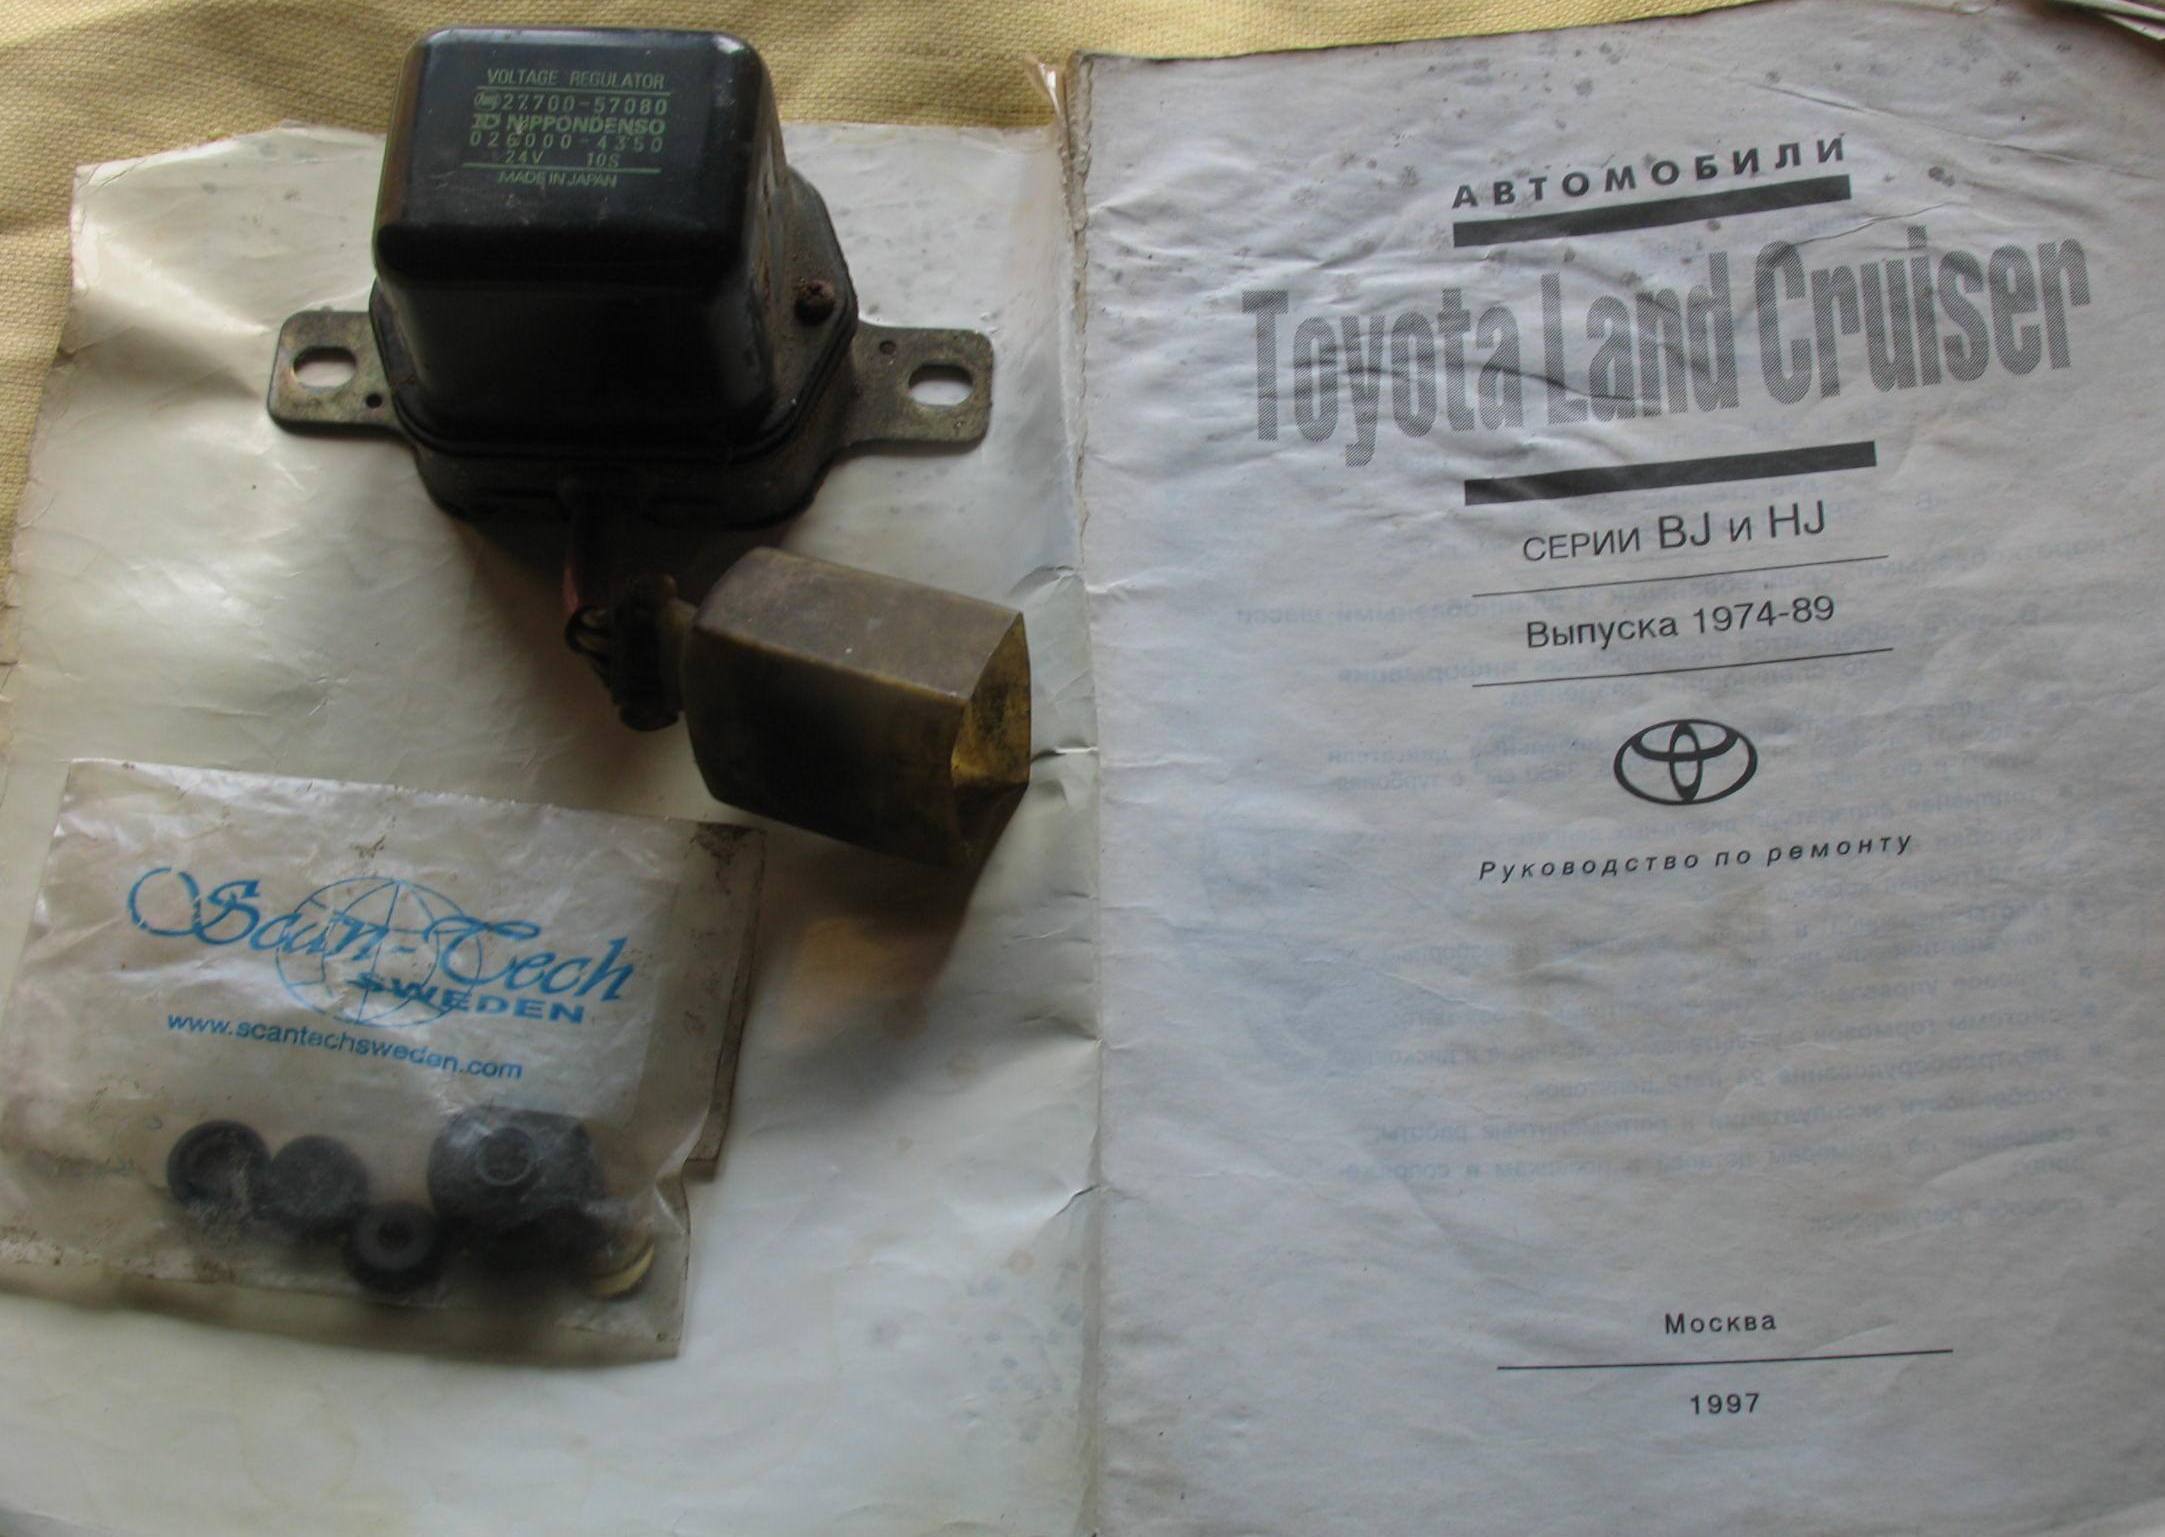 VOLTAGE REGULATOR
27700-57080
NIPPONDENSO
026000-4350
24V 10S
MADE IN JAPAN
Scan-Tech
SWEDEN
www.scantechsweden.com
АВТОМОБИЛИ
Toyota Land Cruiser
СЕРИИ BJ и HJ
Выпуска 1974-89
Руководство по ремонту
Москва
1997